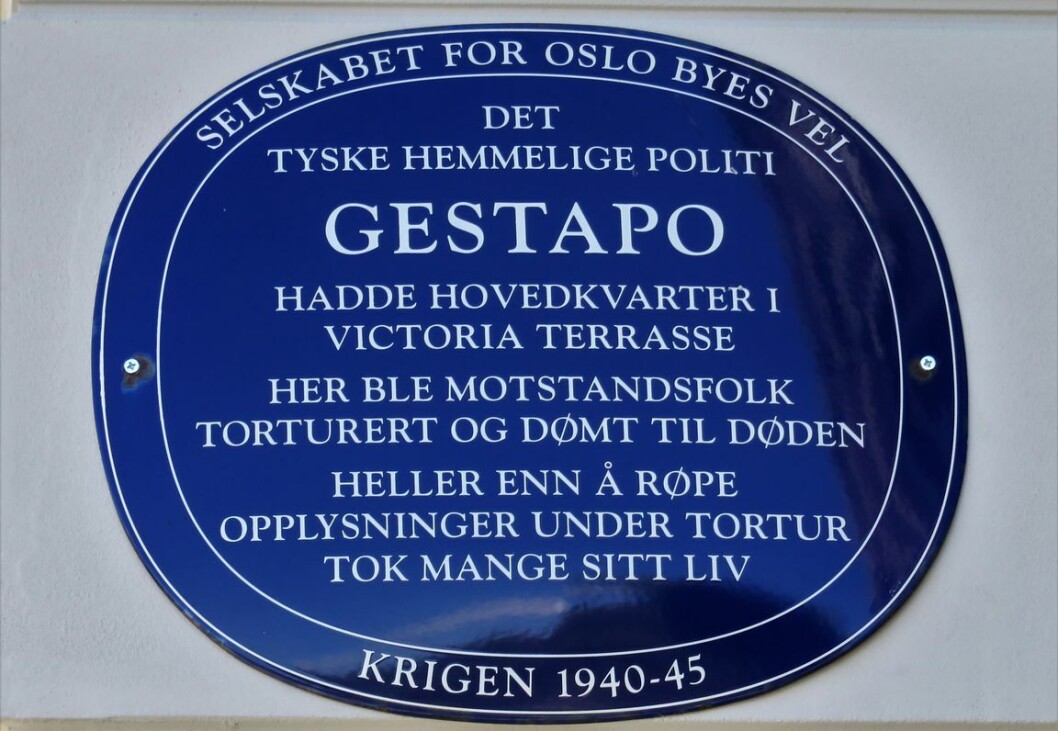 SELSKABET FOR OSLO BYES VEL
DET
TYSKE HEMMELIGE POLITI
GESTAPO
HADDE HOVEDKVARTER I
VICTORIA TERRASSE
HER BLE MOTSTANDSFOLK
TORTURERT OG DØMT TIL DØDEN
HELLER ENN Å RØPE
OPPLYSNINGER UNDER TORTUR
TOK MANGE SITT LIV
KRIGEN 1940-45